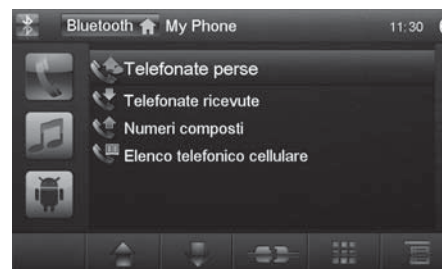 Bluetooth My Phone 11:30
Telefonate perse
Telefonate ricevute
Numeri composti
Elenco telefonico cellulare